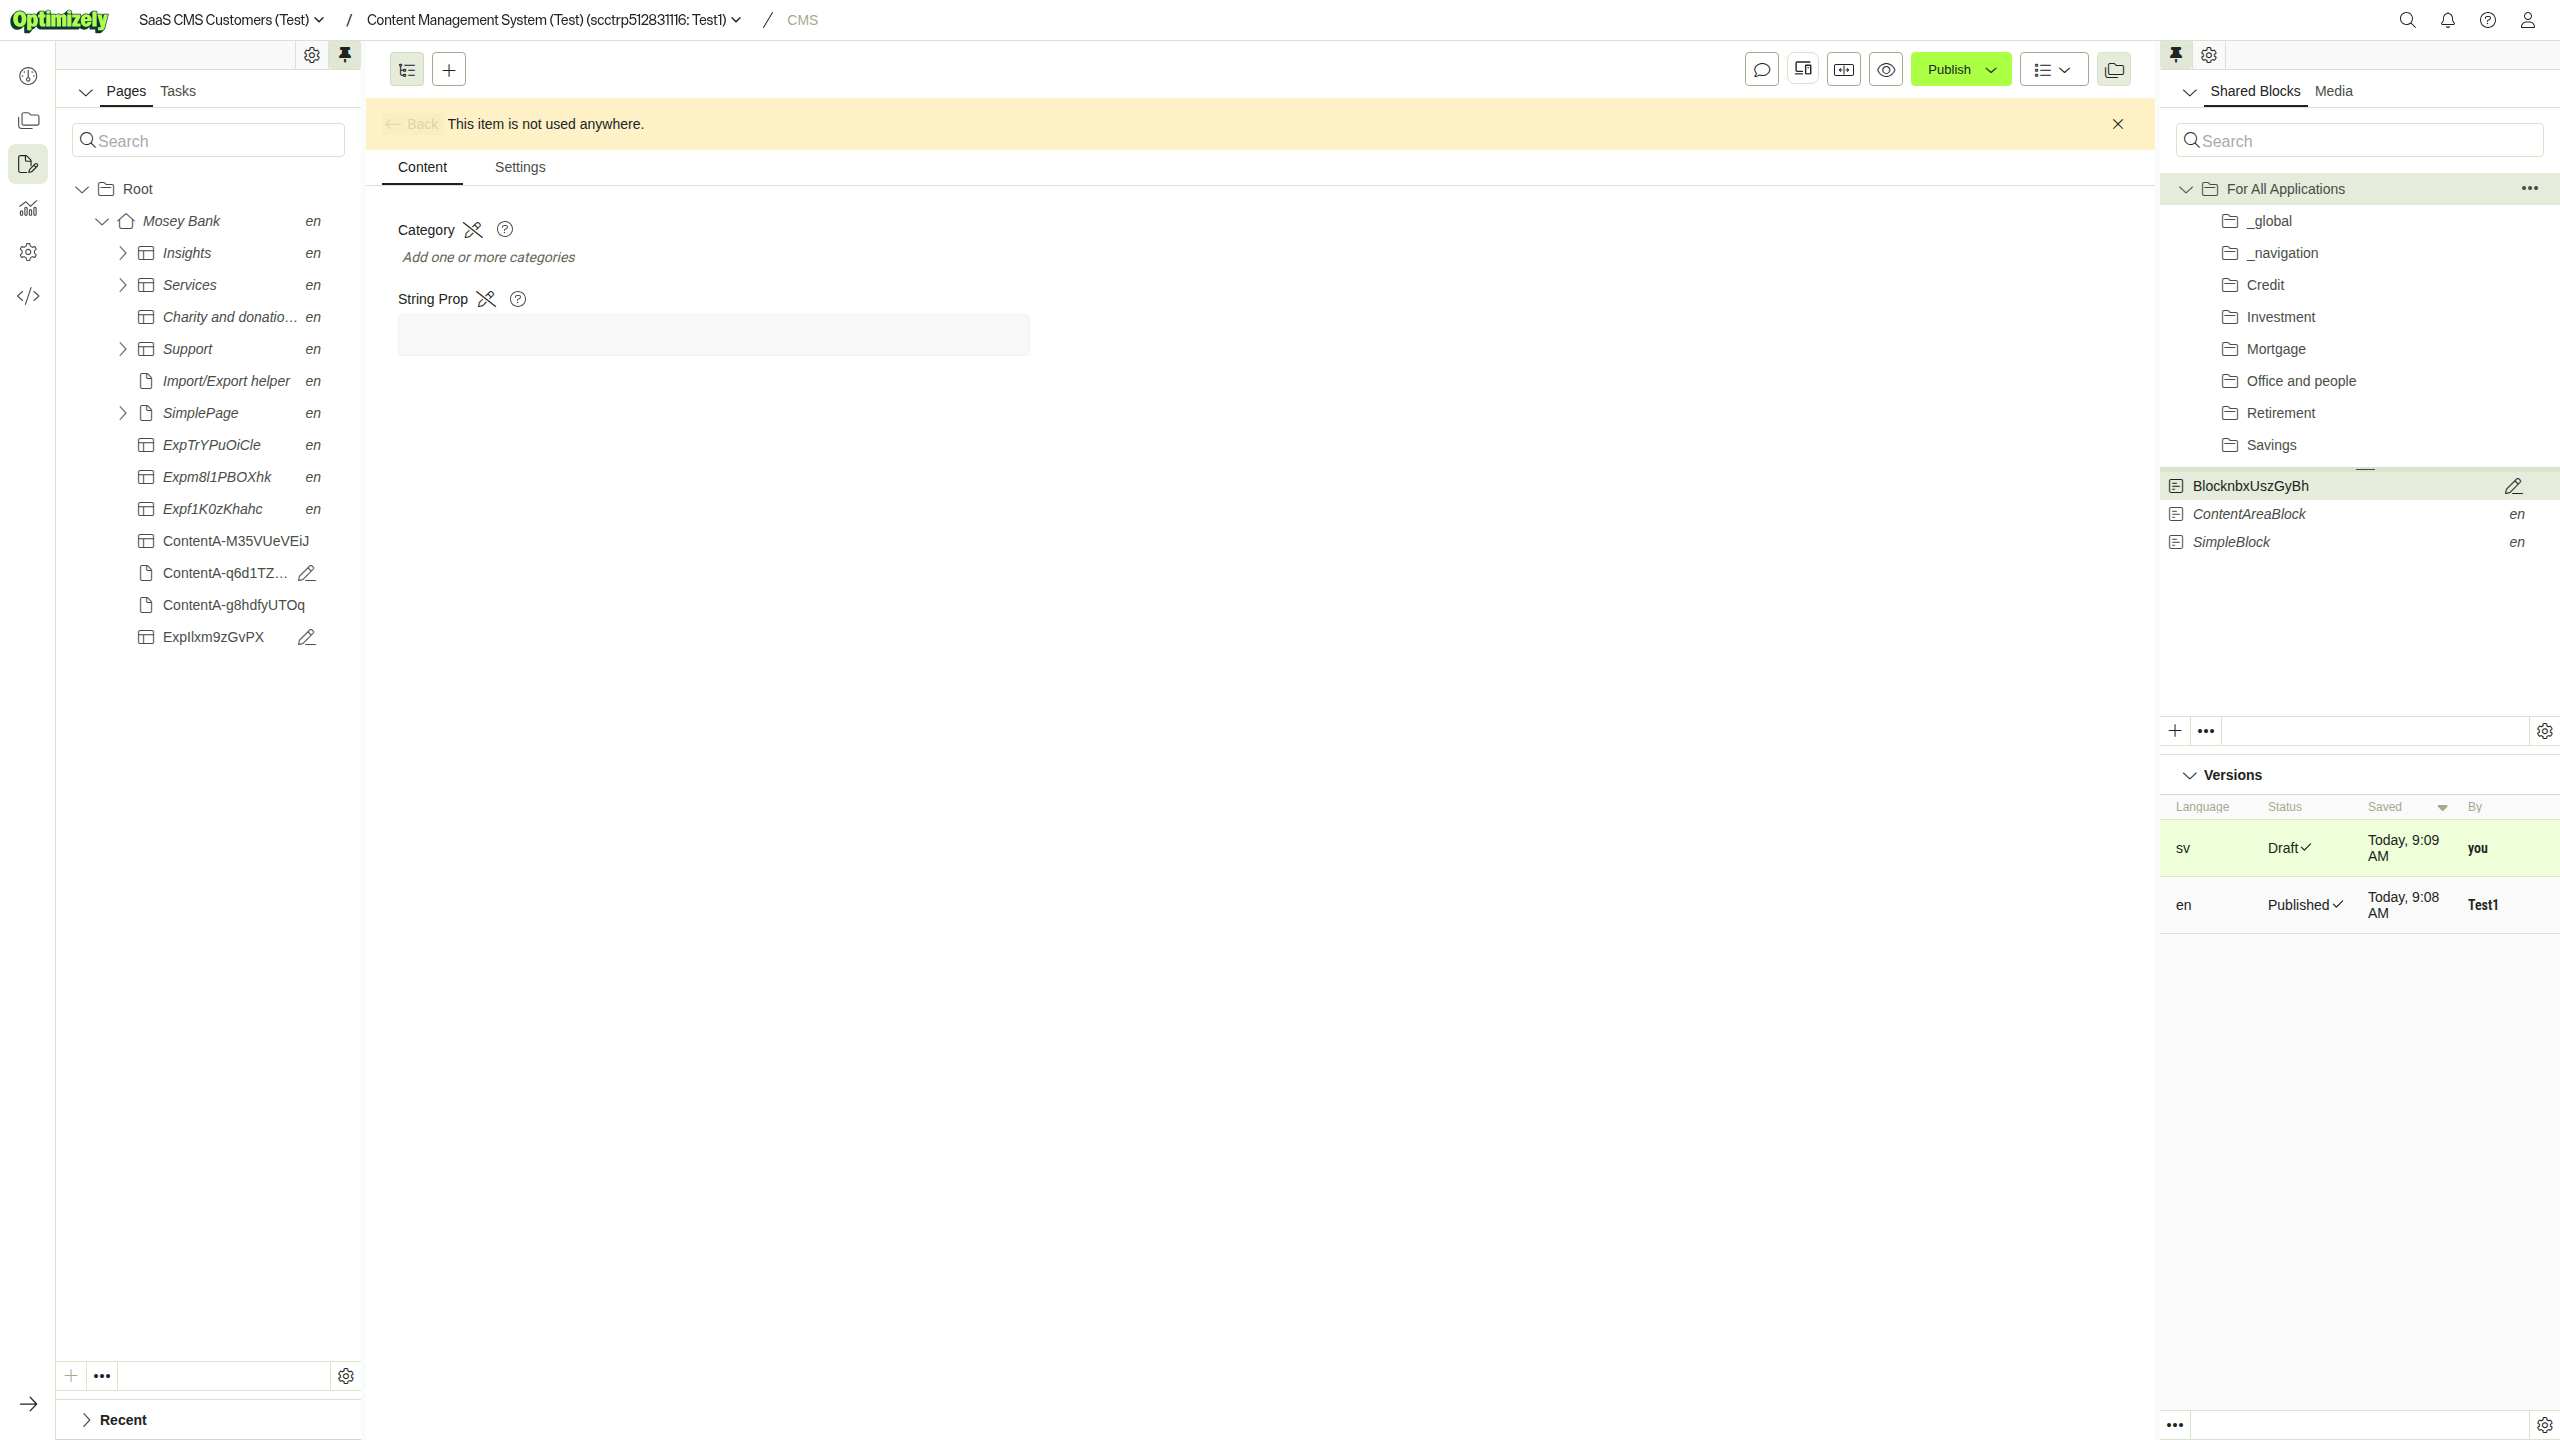 Optimizely
SaaS CMS Customers (Test) / Content Management System (Test) (scctrp512831116: Test1) / CMS
Pages Tasks
Search
Root
Mosey Bank en
Insights en
Services en
Charity and donatio... en
Support en
Import/Export helper en
SimplePage en
ExpTrYPuOiCle en
Expm8l1PBOXhk en
Expf1K0zKhahc en
ContentA-M35VUeVEiJ
ContentA-q6d1TZ...
ContentA-g8hdfyUTOq
ExpIlxm9zGvPX
Recent
Publish
Back This item is not used anywhere.
Content Settings
Category
Add one or more categories
String Prop
Shared Blocks Media
Search
For All Applications
_global
_navigation
Credit
Investment
Mortgage
Office and people
Retirement
Savings
BlocknbxUszGyBh
ContentAreaBlock en
SimpleBlock en
Versions
Language Status Saved By
sv Draft Today, 9:09 AM you
en Published Today, 9:08 AM Test1